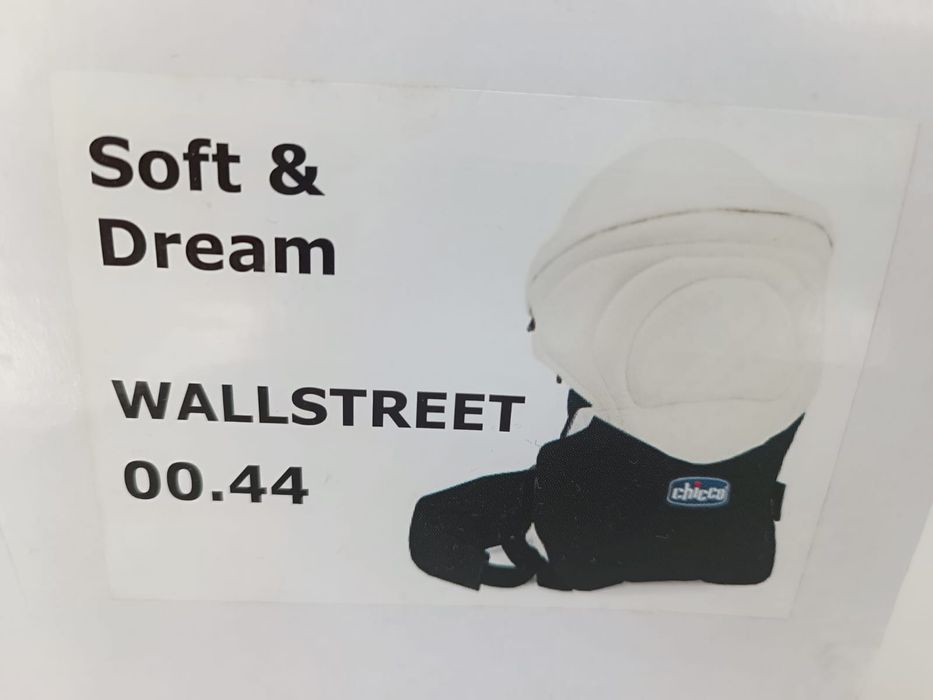 Soft &
Dream
WALLSTREET
00.44
chicco